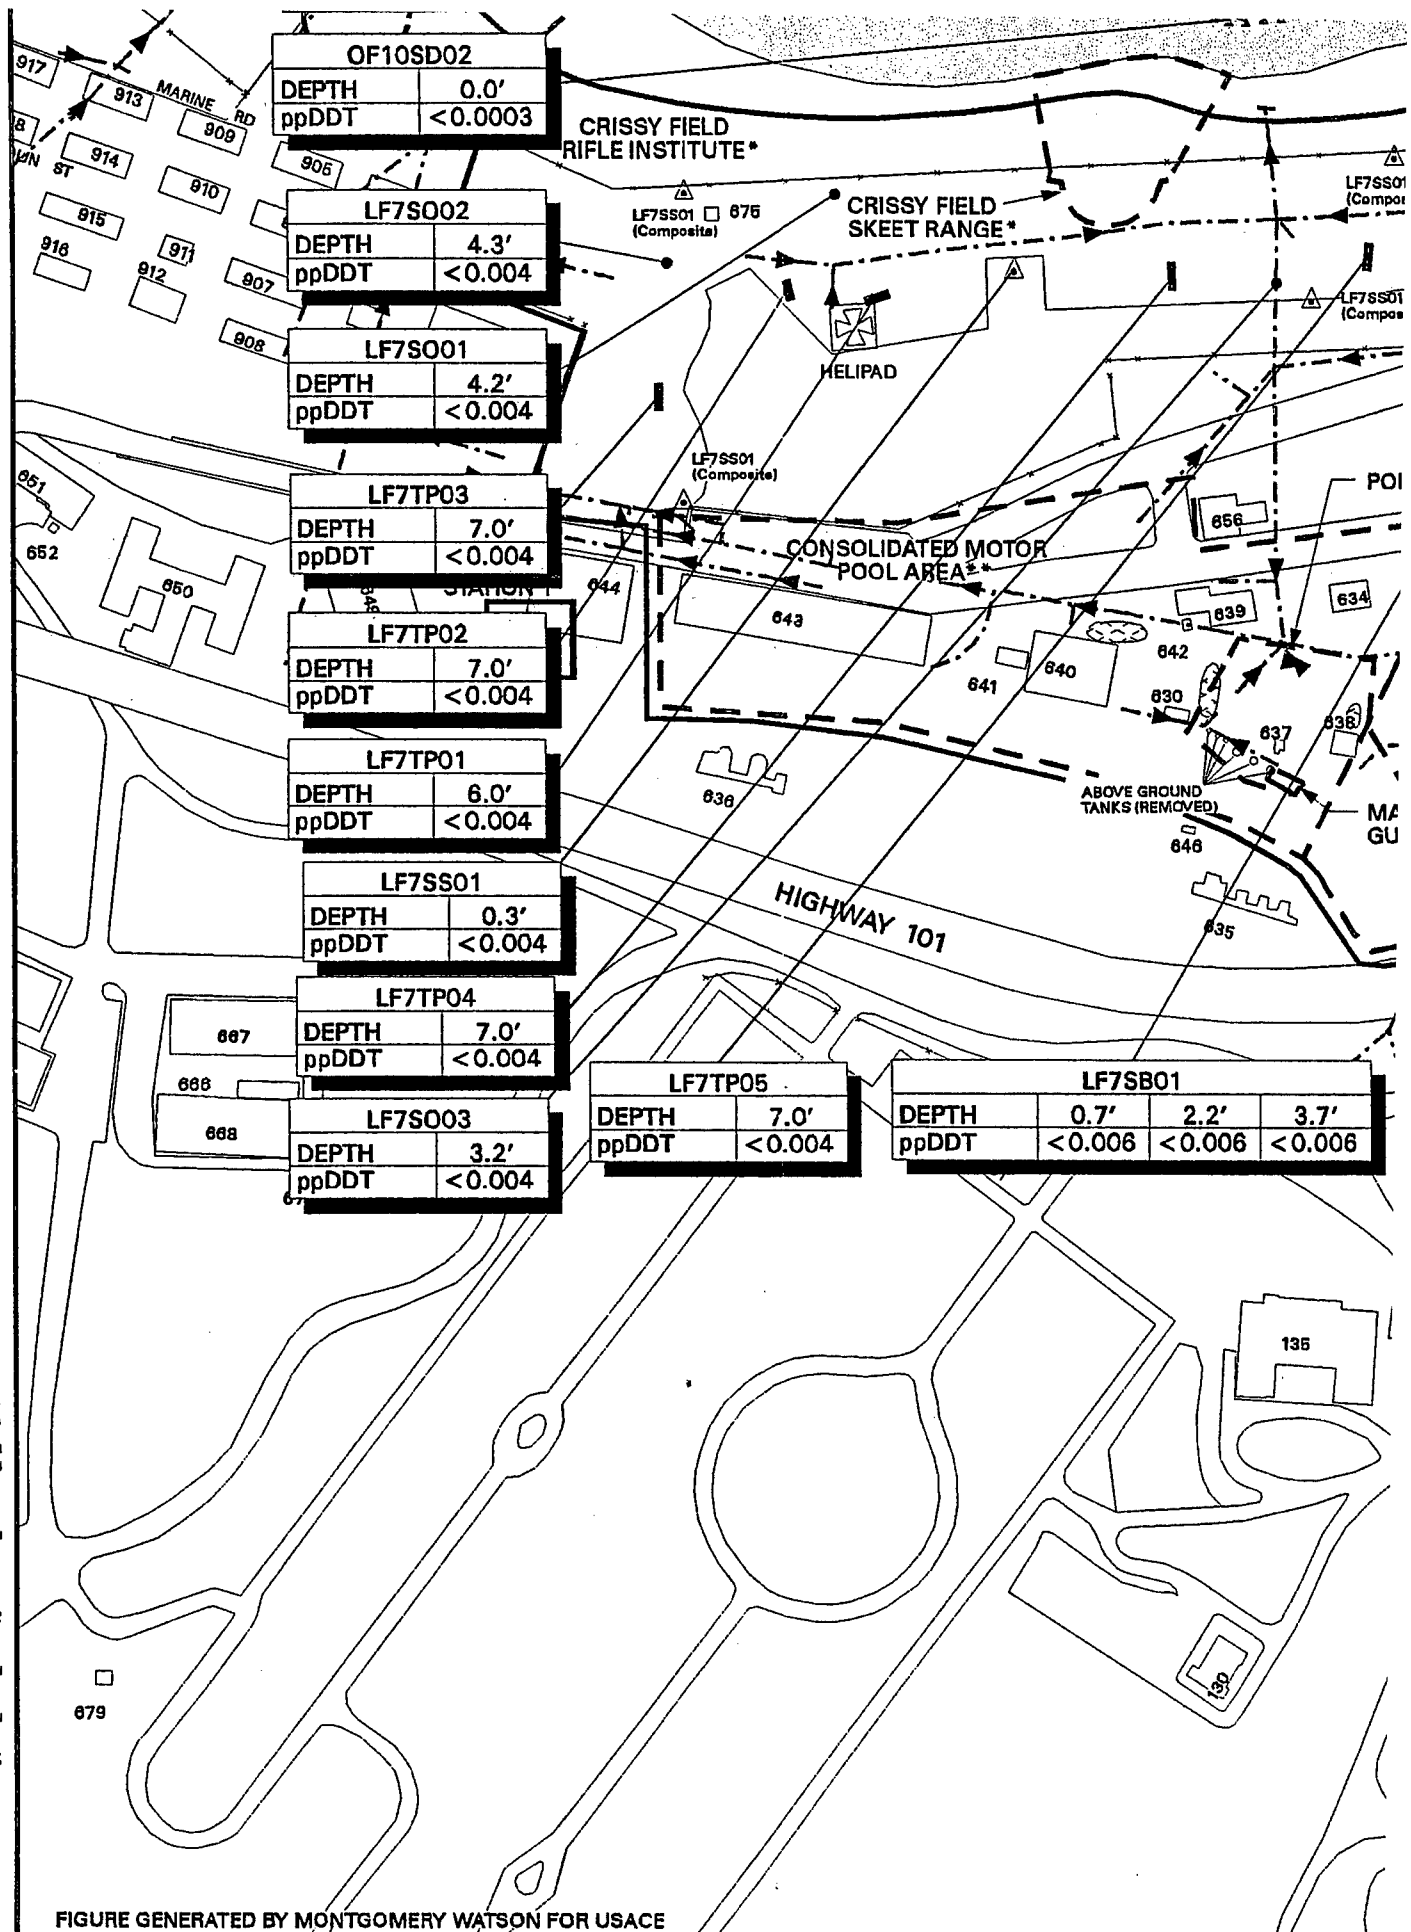 OF10SD02
DEPTH 0.0'
ppDDT <0.0003
917
913
MARINE RD
909
905
914
ST
910
915
916
911
912
907
908
CRISSY FIELD
RIFLE INSTITUTE*
LF7SS01
(Composite)
675
CRISSY FIELD
SKEET RANGE*
LF7SS01
LF7SS01
HELIPAD
LF7SO02
DEPTH 4.3'
ppDDT <0.004
LF7SO01
DEPTH 4.2'
ppDDT <0.004
LF7SS01
(Composite)
LF7TP03
DEPTH 7.0'
ppDDT <0.004
651
652
650
644
643
CONSOLIDATED MOTOR
POOL AREA**
656
639
634
642
641
640
630
637
638
LF7TP02
DEPTH 7.0'
ppDDT <0.004
LF7TP01
DEPTH 6.0'
ppDDT <0.004
636
ABOVE GROUND
TANKS (REMOVED)
646
635
HIGHWAY 101
LF7SS01
DEPTH 0.3'
ppDDT <0.004
LF7TP04
DEPTH 7.0'
ppDDT <0.004
667
666
668
LF7SO03
DEPTH 3.2'
ppDDT <0.004
LF7TP05
DEPTH 7.0'
ppDDT <0.004
LF7SB01
DEPTH 0.7' 2.2' 3.7'
ppDDT <0.006 <0.006 <0.006
135
130
679
FIGURE GENERATED BY MONTGOMERY WATSON FOR USACE